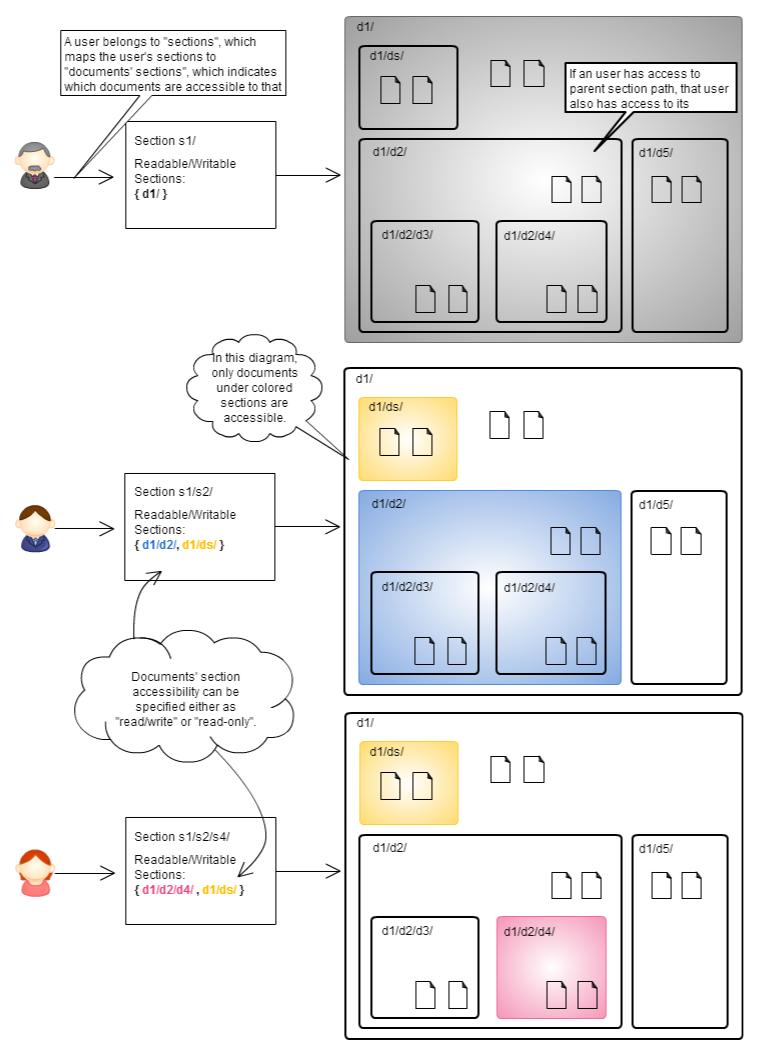 A user belongs to "sections", which
maps the user's sections to
"documents' sections", which indicates
which documents are accessible to that
Section s1/
Readable/Writable
Sections:
{ d1/ }
d1/
d1/ds/
If an user has access to
parent section path, that user
also has access to its
d1/d2/
d1/d5/
d1/d2/d3/
d1/d2/d4/
In this diagram,
only documents
under colored
sections are
accessible.
d1/
d1/ds/
Section s1/s2/
Readable/Writable
Sections:
{ d1/d2/, d1/ds/ }
d1/d2/
d1/d5/
d1/d2/d3/
d1/d2/d4/
Documents' section
accessibility can be
specified either as
"read/write" or "read-only".
d1/
d1/ds/
Section s1/s2/s4/
Readable/Writable
Sections:
{ d1/d2/d4/ , d1/ds/ }
d1/d2/
d1/d5/
d1/d2/d3/
d1/d2/d4/